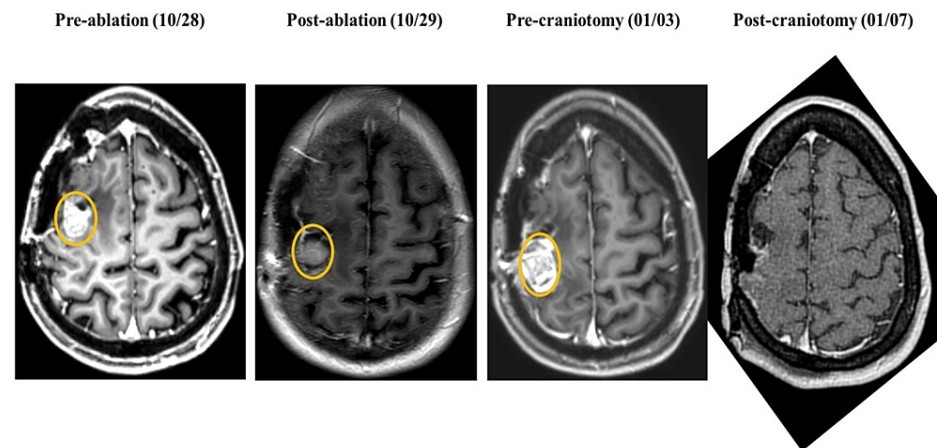 Pre-ablation (10/28)
Post-ablation (10/29)
Pre-craniotomy (01/03)
Post-craniotomy (01/07)